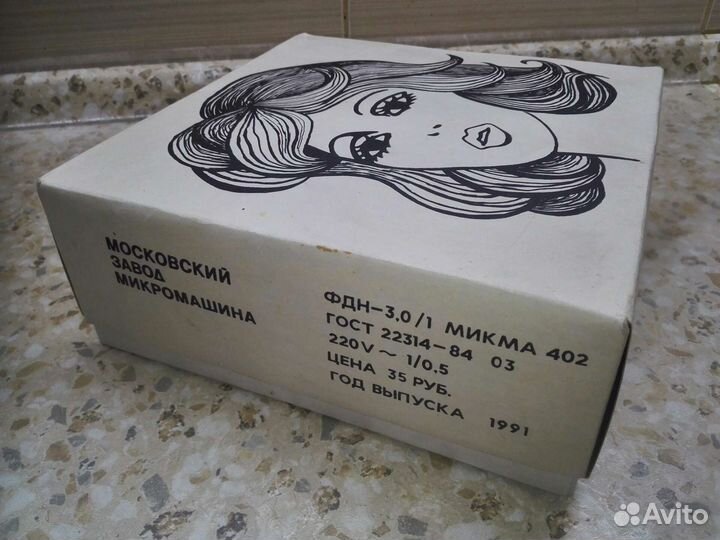 МОСКОВСКИЙ
ЗАВОД
МИКРОМАШИНА
ФДН-3.0/1 МИКМА 402
ГОСТ 22314-84 03
220V ~ 1/0.5
ЦЕНА 35 РУБ.
ГОД ВЫПУСКА 1991
Avito